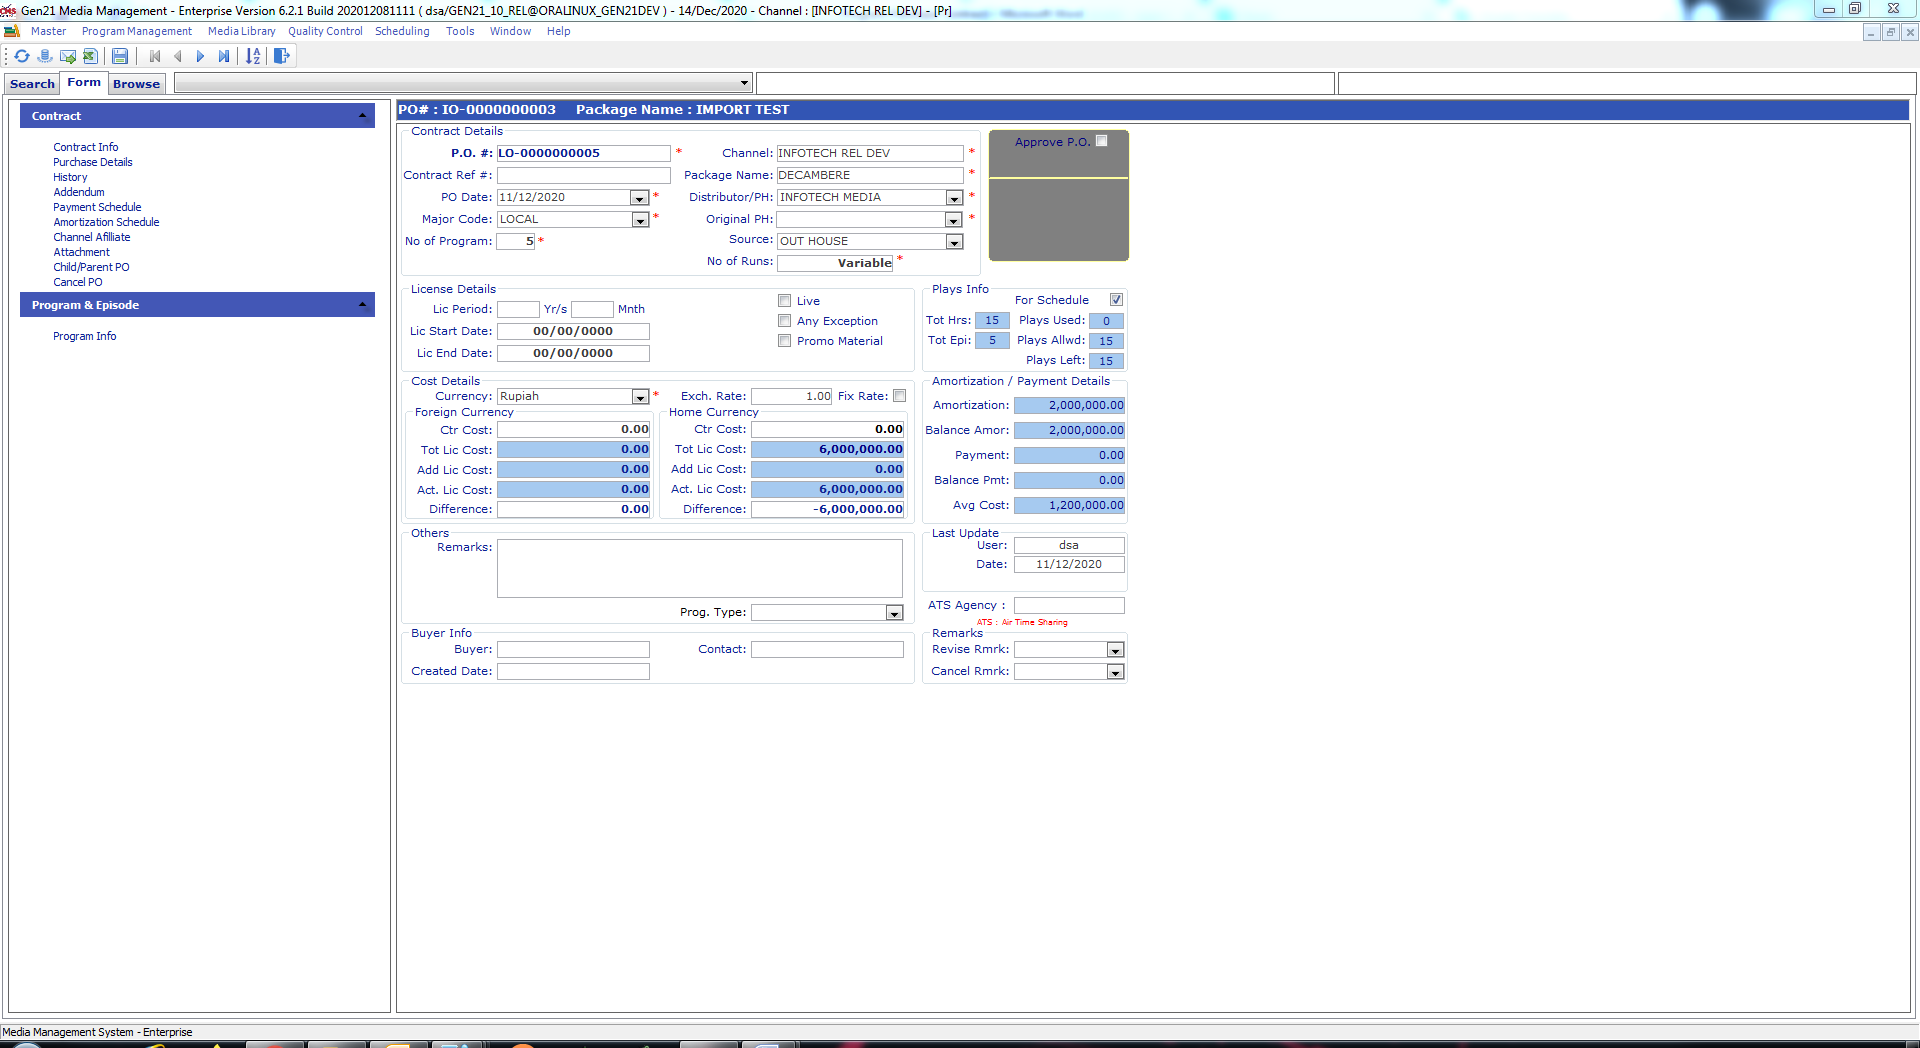 Gen21 Media Management - Enterprise Version 6.2.1 Build 202012081111 ( dsa/GEN21_10_REL@ORALINUX_GEN21DEV ) - 14/Dec/2020 - Channel : [INFOTECH REL DEV] - [Pr]
Master Program Management Media Library Quality Control Scheduling Tools Window Help
Search Form Browse
Contract
Contract Info
Purchase Details
History
Addendum
Payment Schedule
Amortization Schedule
Channel Afilliate
Attachment
Child/Parent PO
Cancel PO
Program & Episode
Program Info
PO# : IO-0000000003 Package Name : IMPORT TEST
Contract Details
P.O. #: LO-0000000005 * Channel: INFOTECH REL DEV *
Contract Ref #: Package Name: DECAMBERE *
PO Date: 11/12/2020 * Distributor/PH: INFOTECH MEDIA *
Major Code: LOCAL * Original PH: *
No of Program: 5 * Source: OUT HOUSE
No of Runs: Variable *
Approve P.O.
License Details
Lic Period: Yr/s Mnth
Lic Start Date: 00/00/0000
Lic End Date: 00/00/0000
Live
Any Exception
Promo Material
Plays Info
For Schedule
Tot Hrs: 15 Plays Used: 0
Tot Epi: 5 Plays Allwd: 15
Plays Left: 15
Cost Details
Currency: Rupiah * Exch. Rate: 1.00 Fix Rate:
Foreign Currency
Ctr Cost: 0.00
Tot Lic Cost: 0.00
Add Lic Cost: 0.00
Act. Lic Cost: 0.00
Difference: 0.00
Home Currency
Ctr Cost: 0.00
Tot Lic Cost: 6,000,000.00
Add Lic Cost: 0.00
Act. Lic Cost: 6,000,000.00
Difference: -6,000,000.00
Amortization / Payment Details
Amortization: 2,000,000.00
Balance Amor: 2,000,000.00
Payment: 0.00
Balance Pmt: 0.00
Avg Cost: 1,200,000.00
Others
Remarks:
Prog. Type:
Last Update
User: dsa
Date: 11/12/2020
ATS Agency :
ATS : Air Time Sharing
Buyer Info
Buyer: Contact:
Created Date:
Remarks
Revise Rmrk:
Cancel Rmrk:
Media Management System - Enterprise